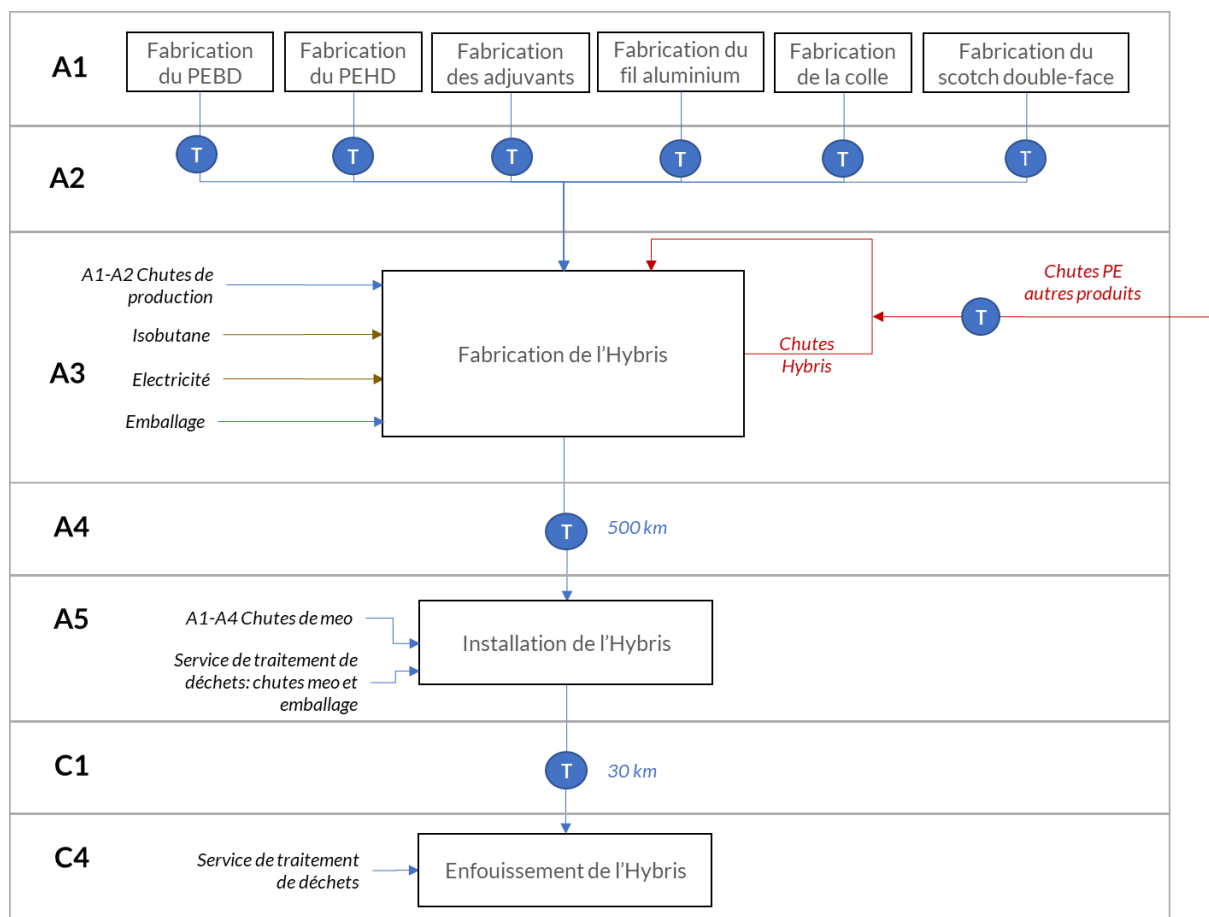 A1
Fabrication
du PEBD
Fabrication
du PEHD
Fabrication
des adjuvants
Fabrication du
fil aluminium
Fabrication
de la colle
Fabrication du
scotch double-face
A2
T
T
T
T
T
T
A3
A1-A2 Chutes de
production
Isobutane
Electricité
Emballage
Fabrication de l’Hybris
Chutes
Hybris
Chutes PE
autres produits
T
A4
T
500 km
A5
A1-A4 Chutes de meo
Service de traitement de
déchets: chutes meo et
emballage
Installation de l’Hybris
C1
T
30 km
C4
Service de traitement
de déchets
Enfouissement de l’Hybris